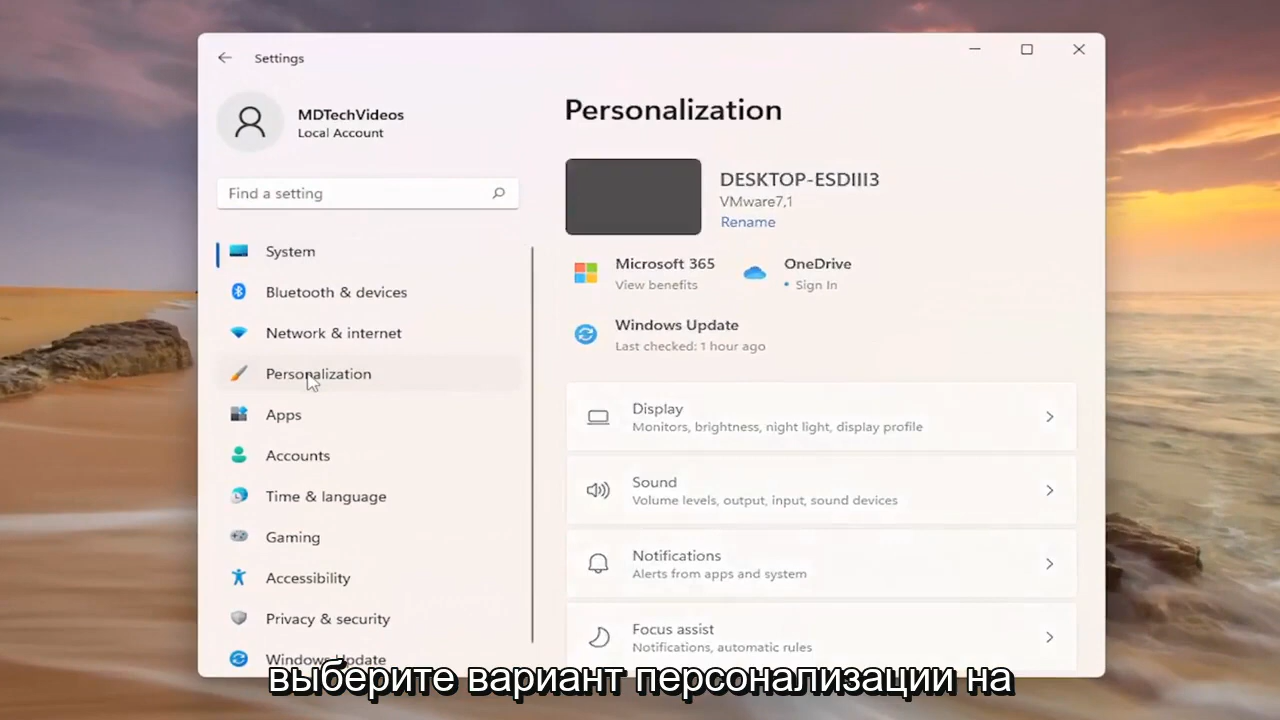 Settings
MDTechVideos
Local Account
Find a setting
System
Bluetooth & devices
Network & internet
Personalization
Apps
Accounts
Time & language
Gaming
Accessibility
Privacy & security
Windows Update
Personalization
DESKTOP-ESDIII3
VMware7,1
Rename
Microsoft 365
View benefits
OneDrive
• Sign In
Windows Update
Last checked: 1 hour ago
Display
Monitors, brightness, night light, display profile
Sound
Volume levels, output, input, sound devices
Notifications
Alerts from apps and system
Focus assist
Notifications, automatic rules
выберите вариант персонализации на